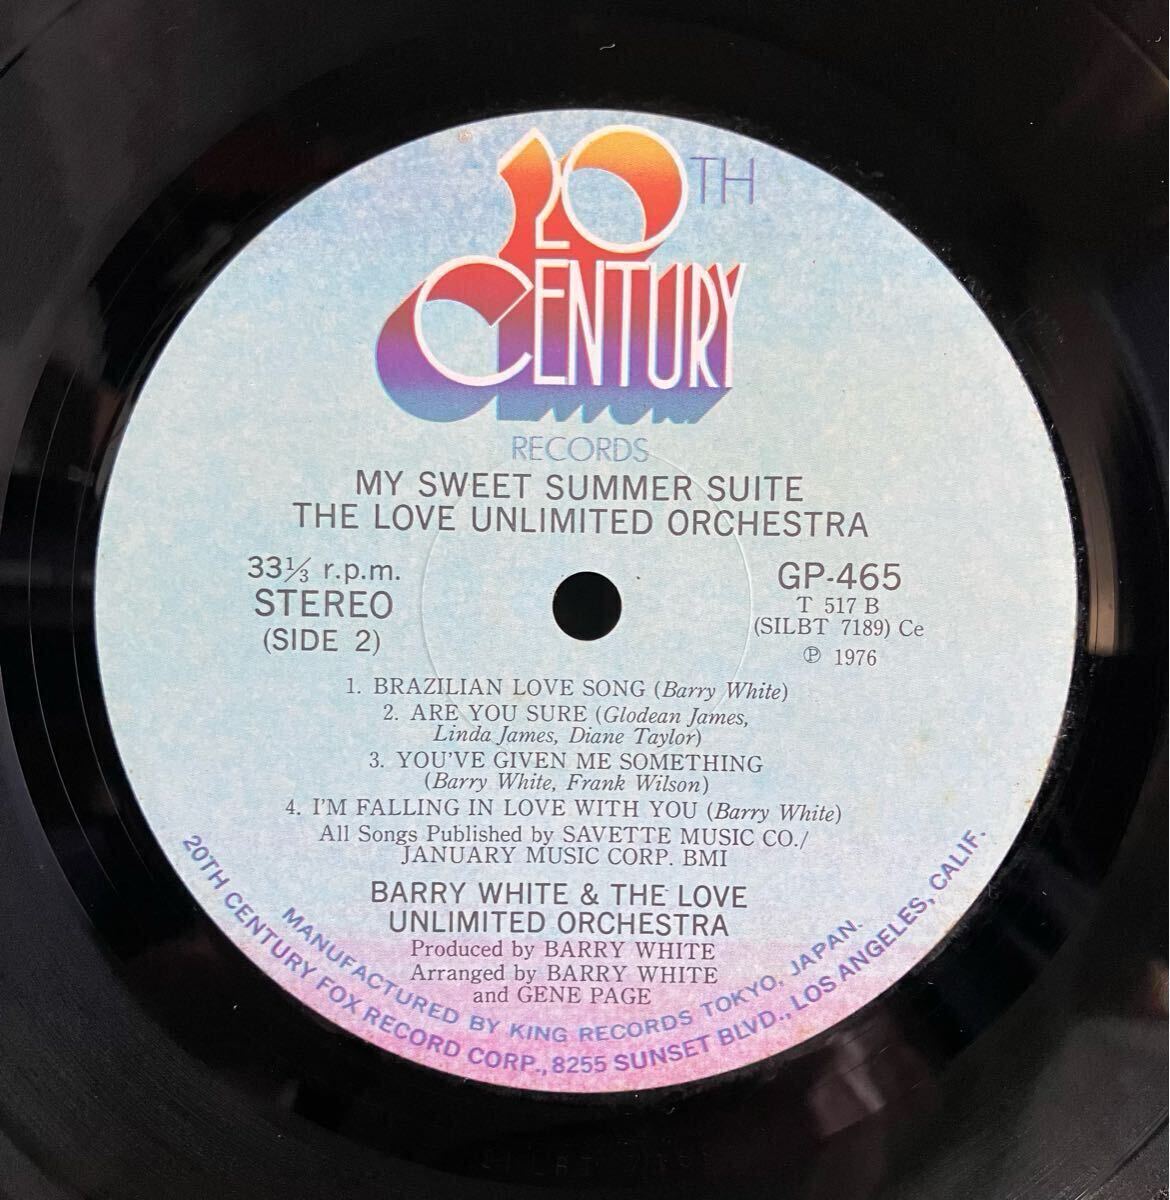 20TH
CENTURY
RECORDS
MY SWEET SUMMER SUITE
THE LOVE UNLIMITED ORCHESTRA
33⅓ r.p.m.
STEREO
(SIDE 2)
GP-465
T 517 B
(SILBT 7189) Ce
℗ 1976
1. BRAZILIAN LOVE SONG (Barry White)
2. ARE YOU SURE (Glodean James,
Linda James, Diane Taylor)
3. YOU'VE GIVEN ME SOMETHING
(Barry White, Frank Wilson)
4. I'M FALLING IN LOVE WITH YOU (Barry White)
All Songs Published by SAVETTE MUSIC CO./
JANUARY MUSIC CORP. BMI
BARRY WHITE & THE LOVE
UNLIMITED ORCHESTRA
Produced by BARRY WHITE
Arranged by BARRY WHITE
and GENE PAGE
MANUFACTURED BY KING RECORDS TOKYO, JAPAN.
20TH CENTURY FOX RECORD CORP., 8255 SUNSET BLVD., LOS ANGELES, CALIF.